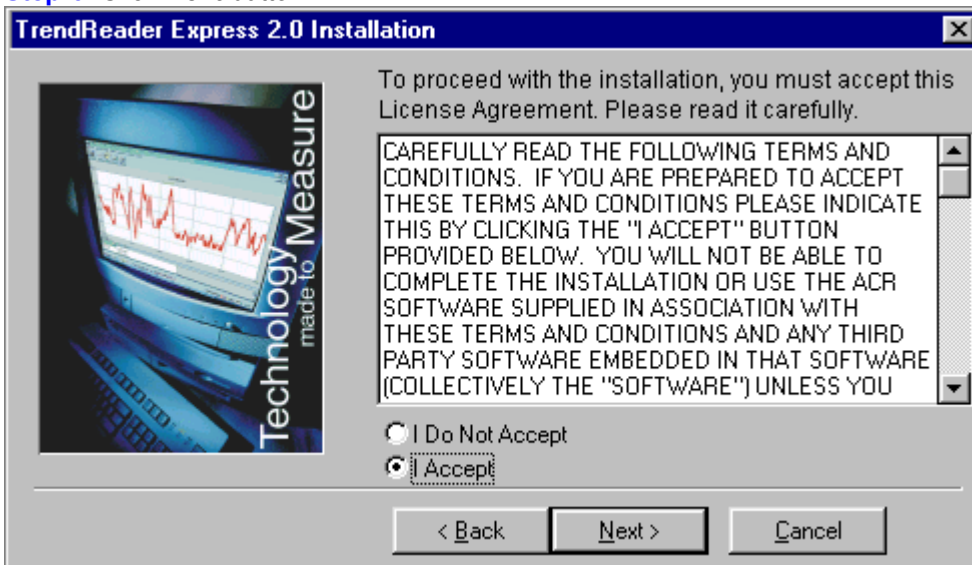 TrendReader Express 2.0 Installation
To proceed with the installation, you must accept this
License Agreement. Please read it carefully.
Technology
made to Measure
CAREFULLY READ THE FOLLOWING TERMS AND
CONDITIONS.  IF YOU ARE PREPARED TO ACCEPT
THESE TERMS AND CONDITIONS PLEASE INDICATE
THIS BY CLICKING THE "I ACCEPT" BUTTON
PROVIDED BELOW.  YOU WILL NOT BE ABLE TO
COMPLETE THE INSTALLATION OR USE THE ACR
SOFTWARE SUPPLIED IN ASSOCIATION WITH
THESE TERMS AND CONDITIONS AND ANY THIRD
PARTY SOFTWARE EMBEDDED IN THAT SOFTWARE
(COLLECTIVELY THE "SOFTWARE") UNLESS YOU
I Do Not Accept
I Accept
< Back
Next >
Cancel